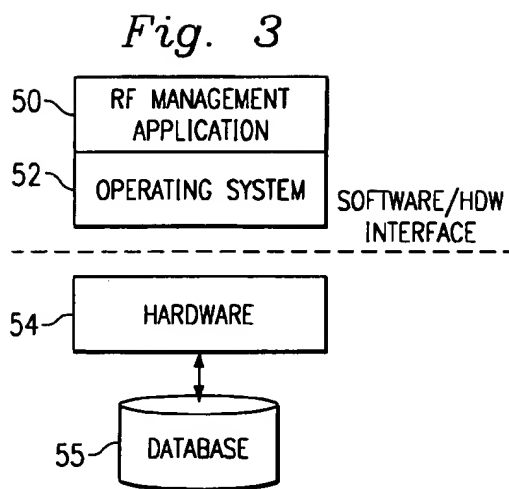 Fig. 3
50
RF MANAGEMENT
APPLICATION
52
OPERATING SYSTEM
SOFTWARE/HDW
INTERFACE
54
HARDWARE
55
DATABASE